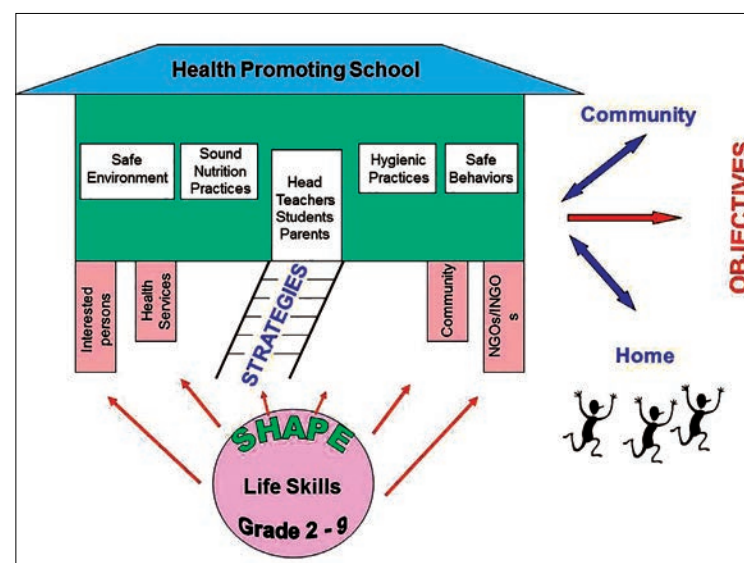 Health Promoting School
Community
OBJECTIVES
Safe
Environment
Sound
Nutrition
Practices
Head
Teachers
Students
Parents
Hygienic
Practices
Safe
Behaviors
Interested
persons
Health
Services
STRATEGIES
Community
NGOs/INGO
s
Home
SHAPE
Life Skills
Grade 2 - 9